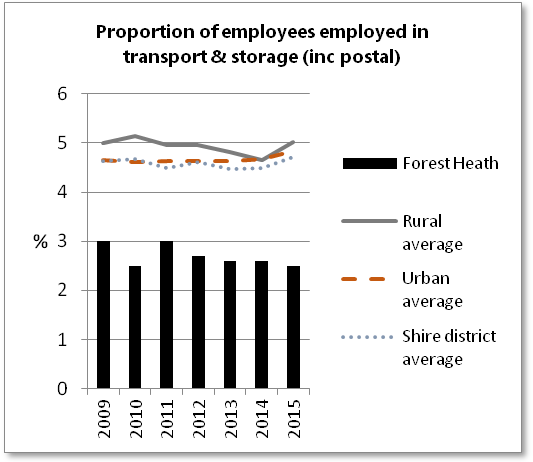 Proportion of employees employed in
transport & storage (inc postal)
6
5
4
3
2
1
0
%
2009
2010
2011
2012
2013
2014
2015
Forest Heath
Rural
average
Urban
average
Shire district
average